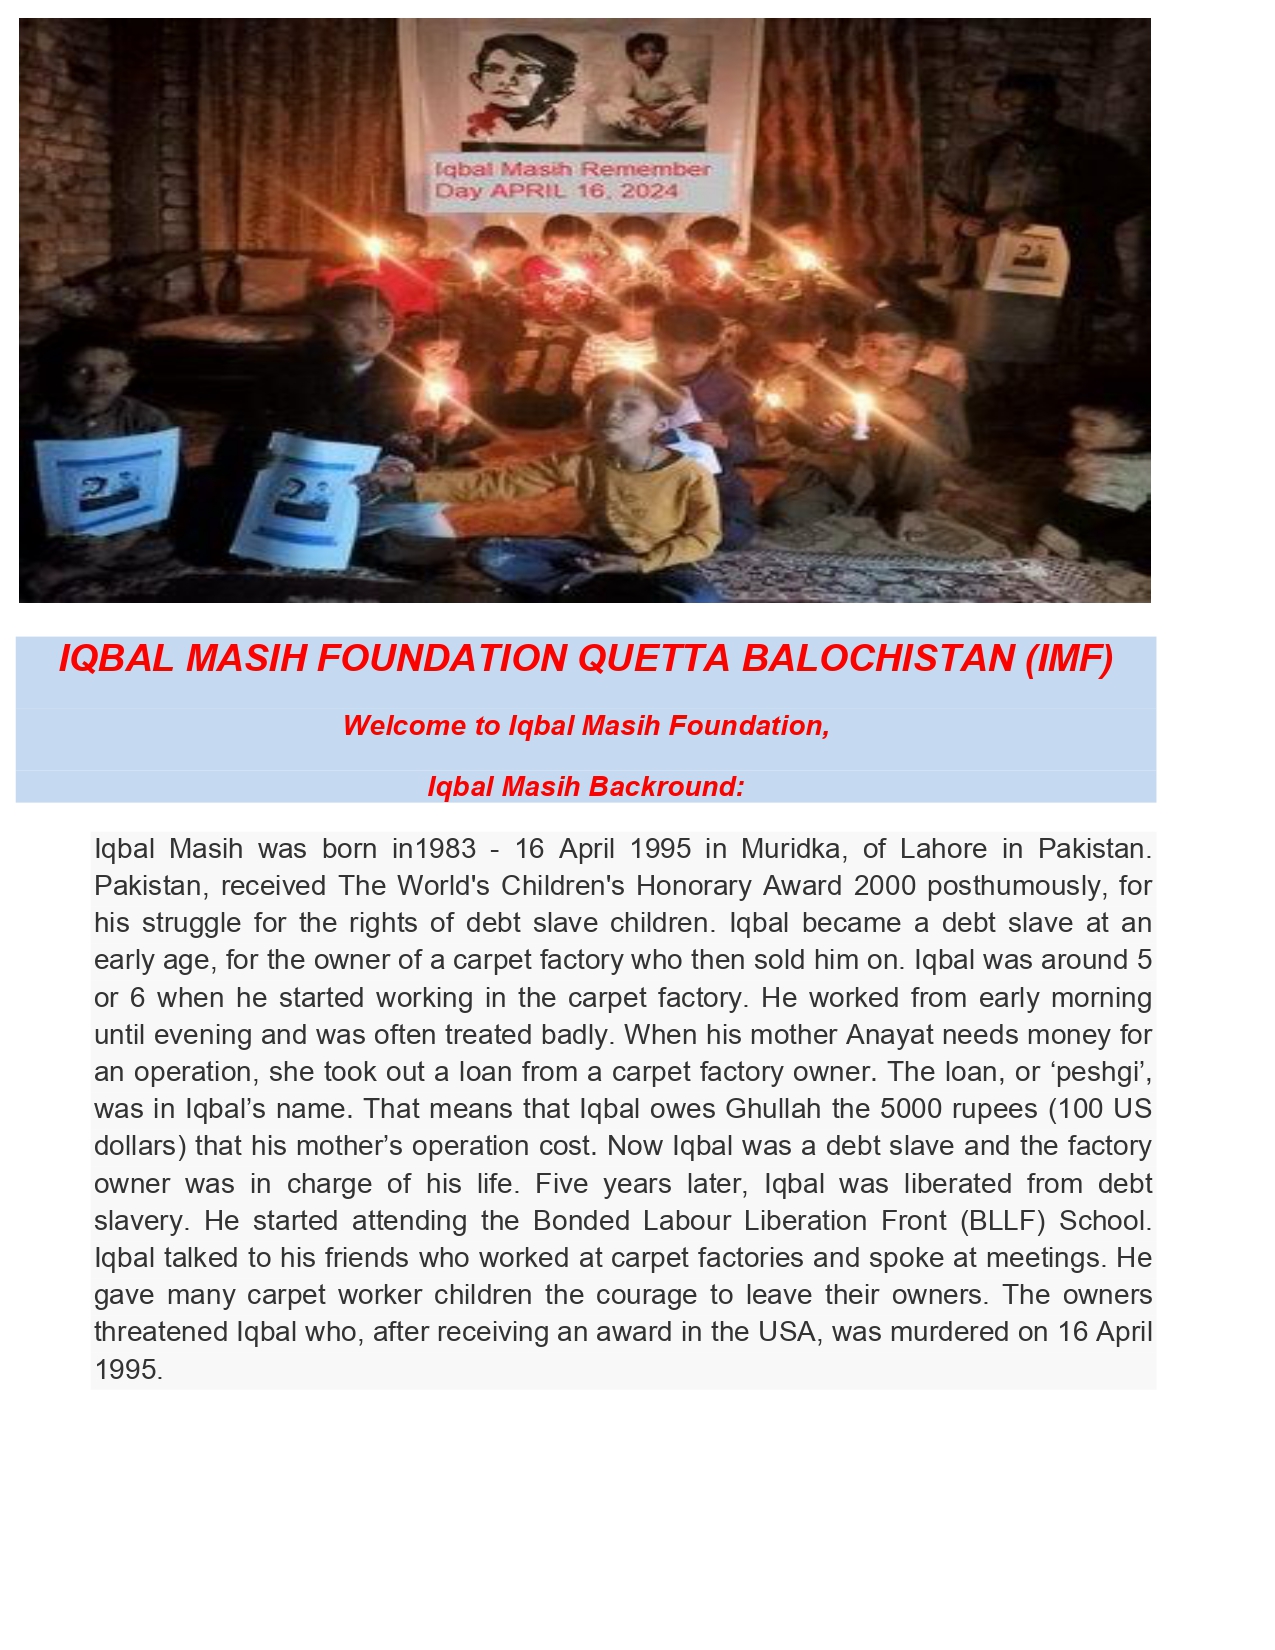 Iqbal Masih Remember
Day APRIL 16, 2024
IQBAL MASIH FOUNDATION QUETTA BALOCHISTAN (IMF)
Welcome to Iqbal Masih Foundation,
Iqbal Masih Backround:
Iqbal Masih was born in1983 - 16 April 1995 in Muridka, of Lahore in Pakistan.
Pakistan, received The World's Children's Honorary Award 2000 posthumously, for
his struggle for the rights of debt slave children. Iqbal became a debt slave at an
early age, for the owner of a carpet factory who then sold him on. Iqbal was around 5
or 6 when he started working in the carpet factory. He worked from early morning
until evening and was often treated badly. When his mother Anayat needs money for
an operation, she took out a loan from a carpet factory owner. The loan, or ‘peshgi’,
was in Iqbal’s name. That means that Iqbal owes Ghullah the 5000 rupees (100 US
dollars) that his mother’s operation cost. Now Iqbal was a debt slave and the factory
owner was in charge of his life. Five years later, Iqbal was liberated from debt
slavery. He started attending the Bonded Labour Liberation Front (BLLF) School.
Iqbal talked to his friends who worked at carpet factories and spoke at meetings. He
gave many carpet worker children the courage to leave their owners. The owners
threatened Iqbal who, after receiving an award in the USA, was murdered on 16 April
1995.